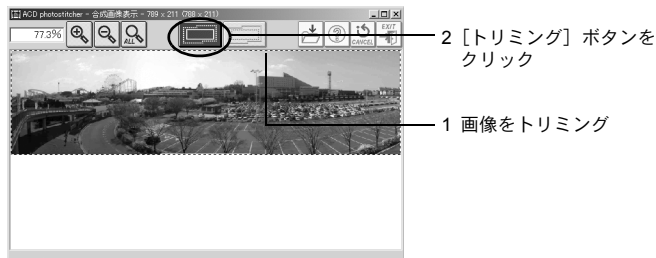 ACD photostitcher - 合成画像表示 - 789 x 211 (788 x 211)
77.3%
ALL
CANCEL
EXIT
2 [トリミング] ボタンを
クリック
1 画像をトリミング